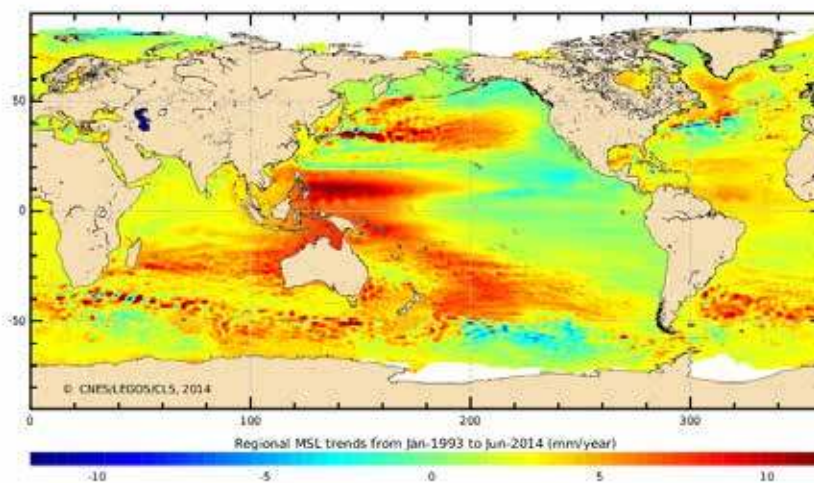 50
0
-50
© CNES/LEGOS/CLS, 2014
0 100 200 300
Regional MSL trends from Jan-1993 to Jun-2014 (mm/year)
-10 -5 0 5 10